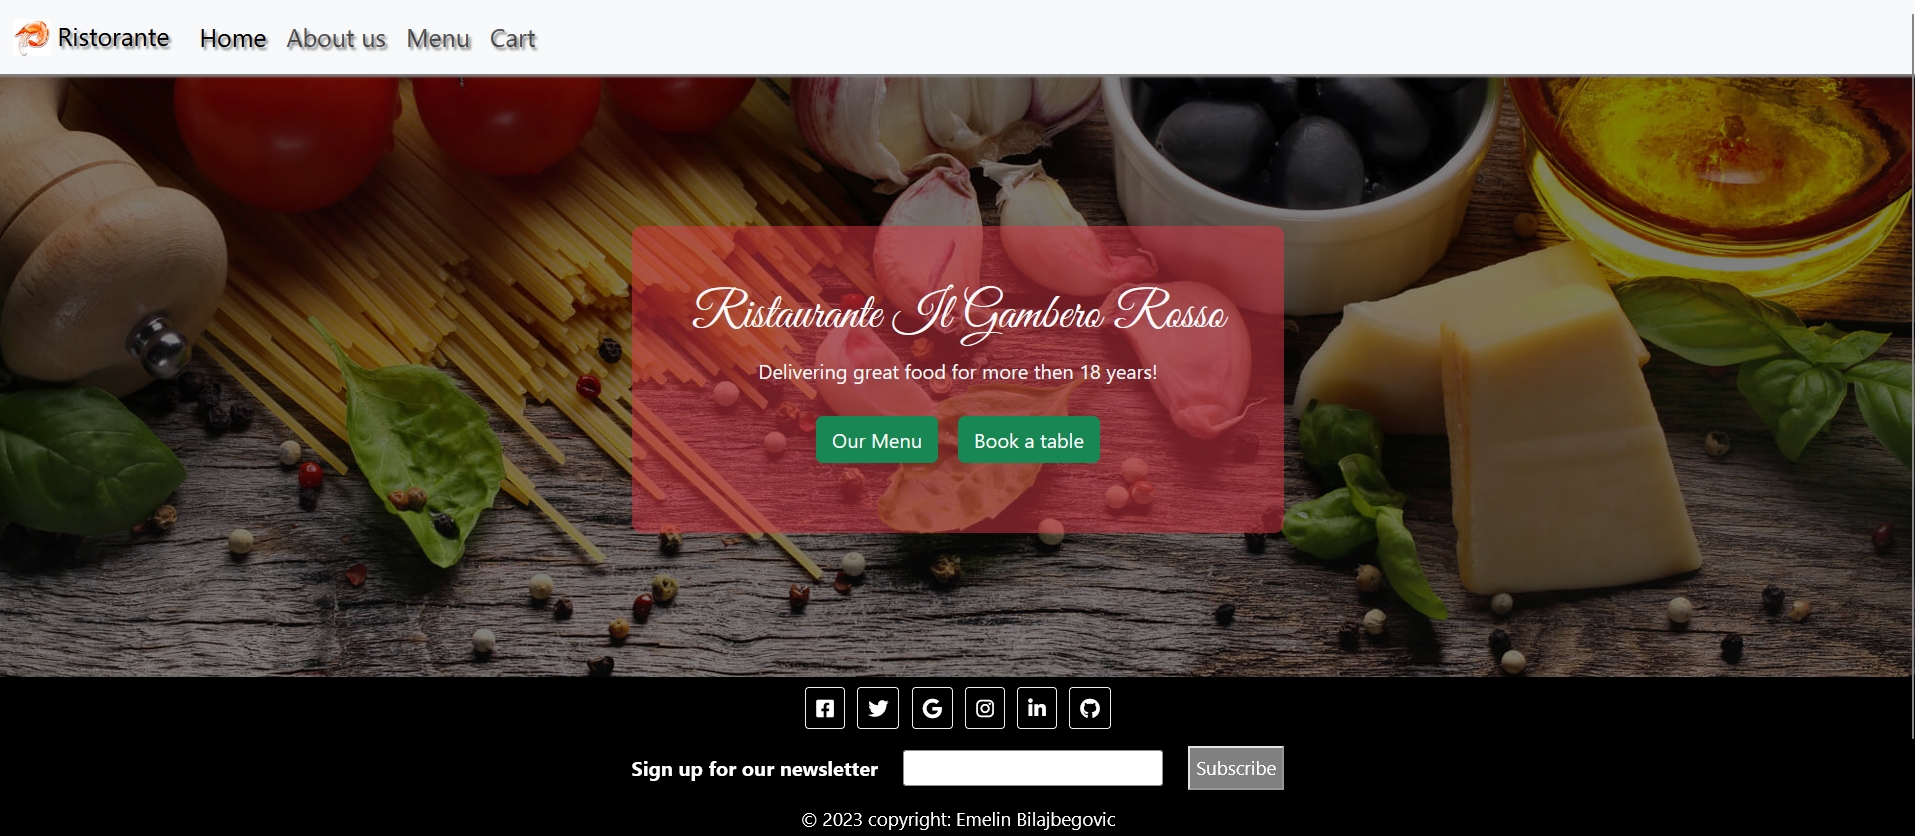 Ristorante Home About us Menu Cart
Ristaurante Il Gambero Rosso
Delivering great food for more then 18 years!
Our Menu Book a table
Sign up for our newsletter Subscribe
© 2023 copyright: Emelin Bilajbegovic